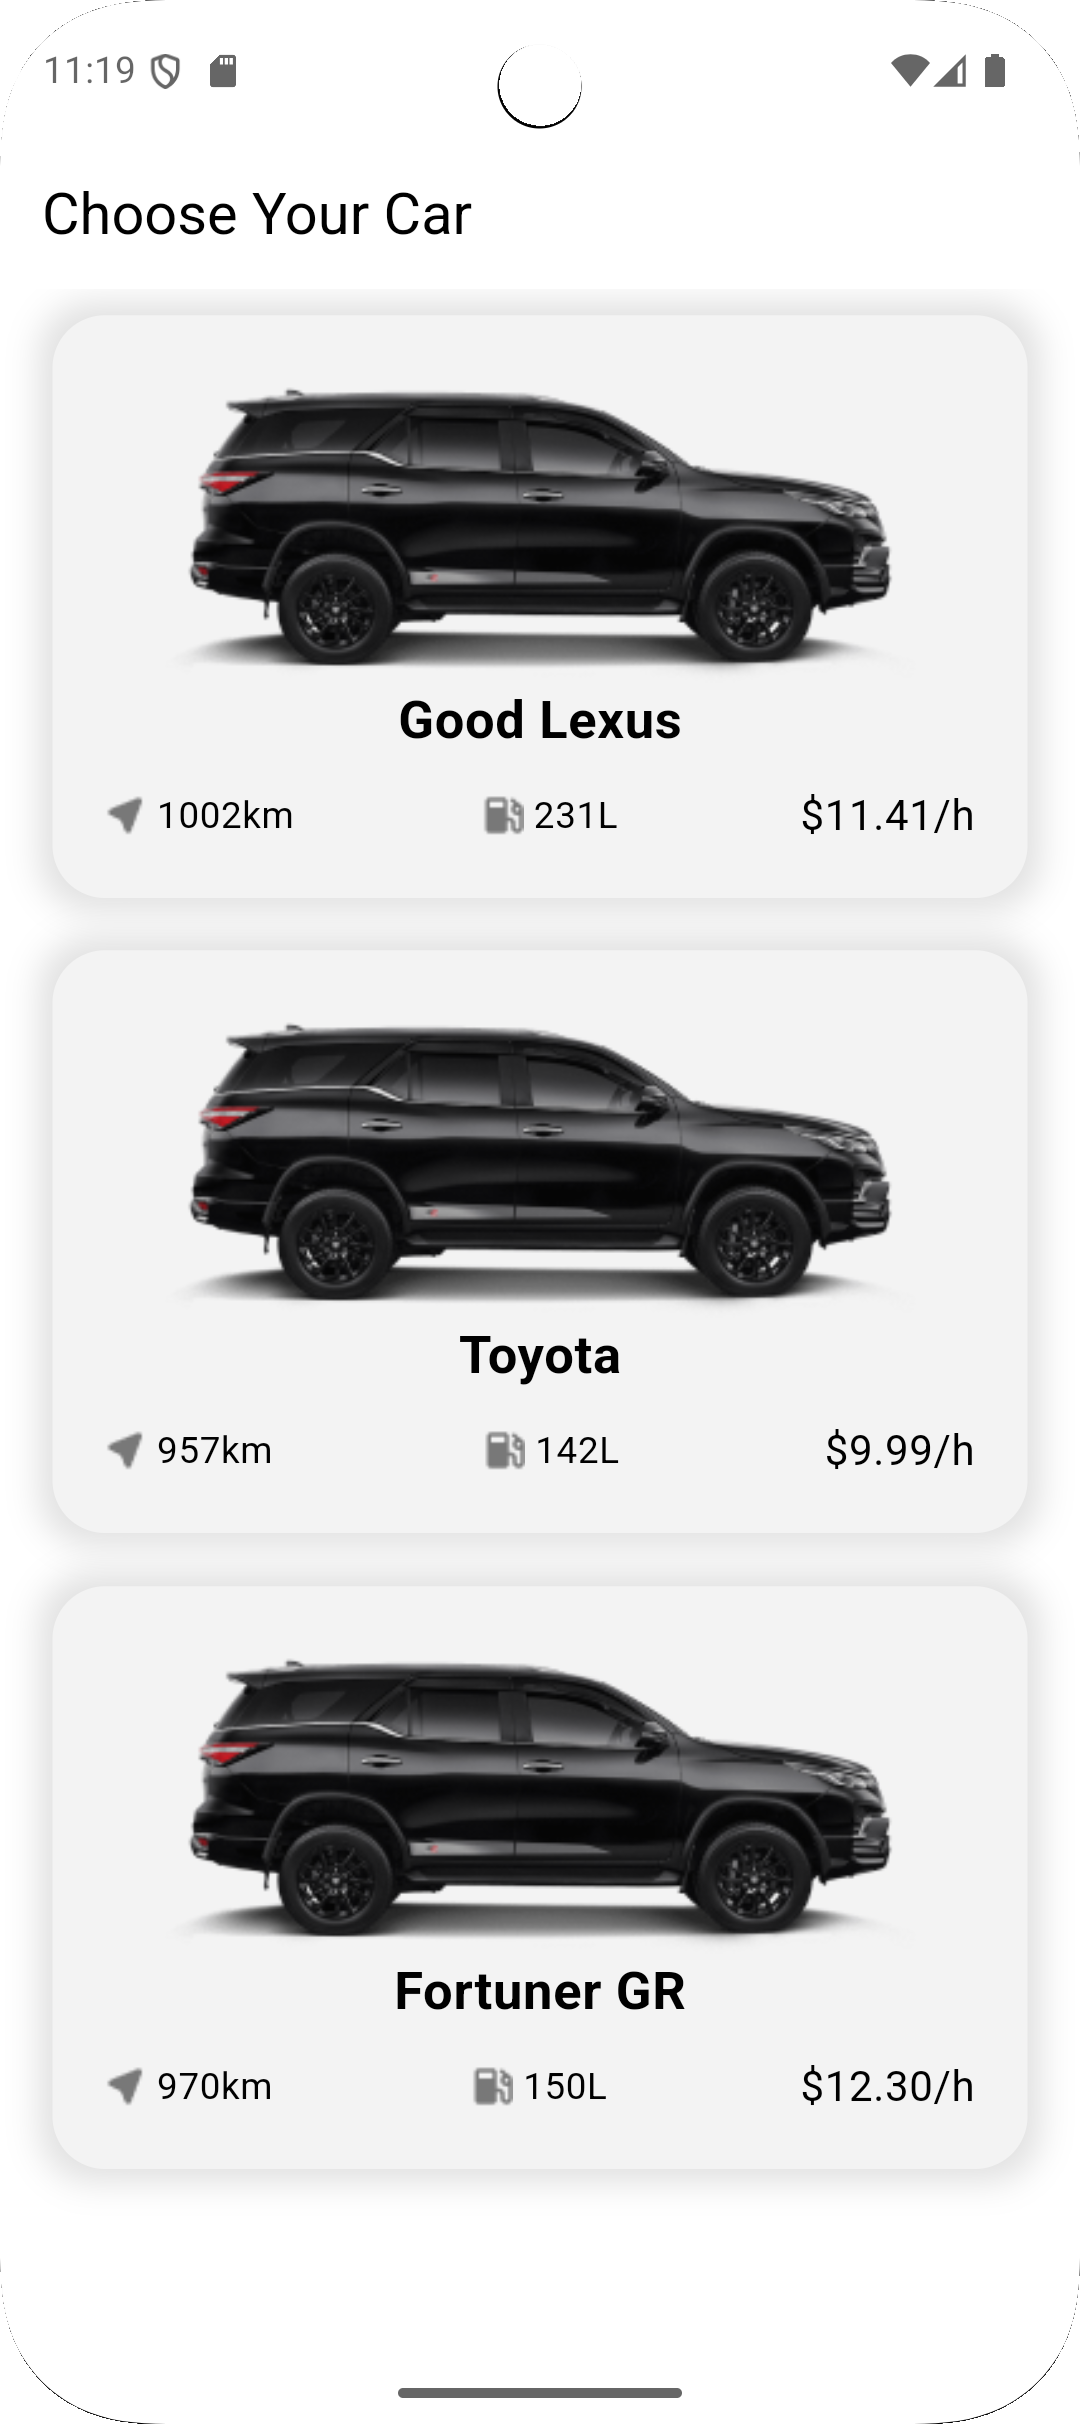 11:19
Choose Your Car
Good Lexus
1002km 231L $11.41/h
Toyota
957km 142L $9.99/h
Fortuner GR
970km 150L $12.30/h